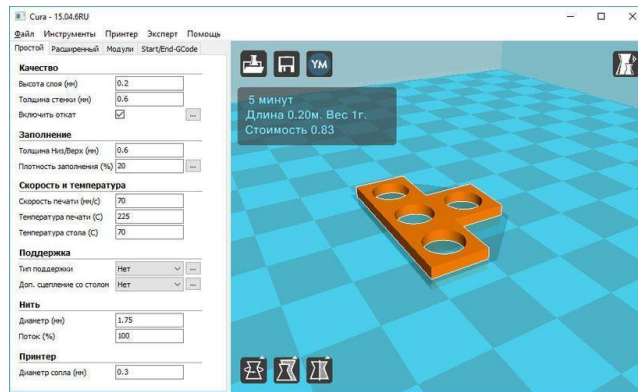 Cura - 15.04.6RU
Файл Инструменты Принтер Эксперт Помощь
Простой Расширенный Модули Start/End-GCode
Качество
Высота слоя (мм) 0.2
Толщина стенки (мм) 0.6
Включить откат ...
Заполнение
Толщина Низ/Верх (мм) 0.6
Плотность заполнения (%) 20 ...
Скорость и температура
Скорость печати (мм/с) 70
Температура печати (C) 225
Температура стола (C) 70
Поддержка
Тип поддержки Нет ...
Доп. сцепление со столом Нет ...
Нить
Диаметр (мм) 1.75
Поток (%) 100
Принтер
Диаметр сопла (мм) 0.3
YM
5 минут
Длина 0.20м. Вес 1г.
Стоимость 0.83